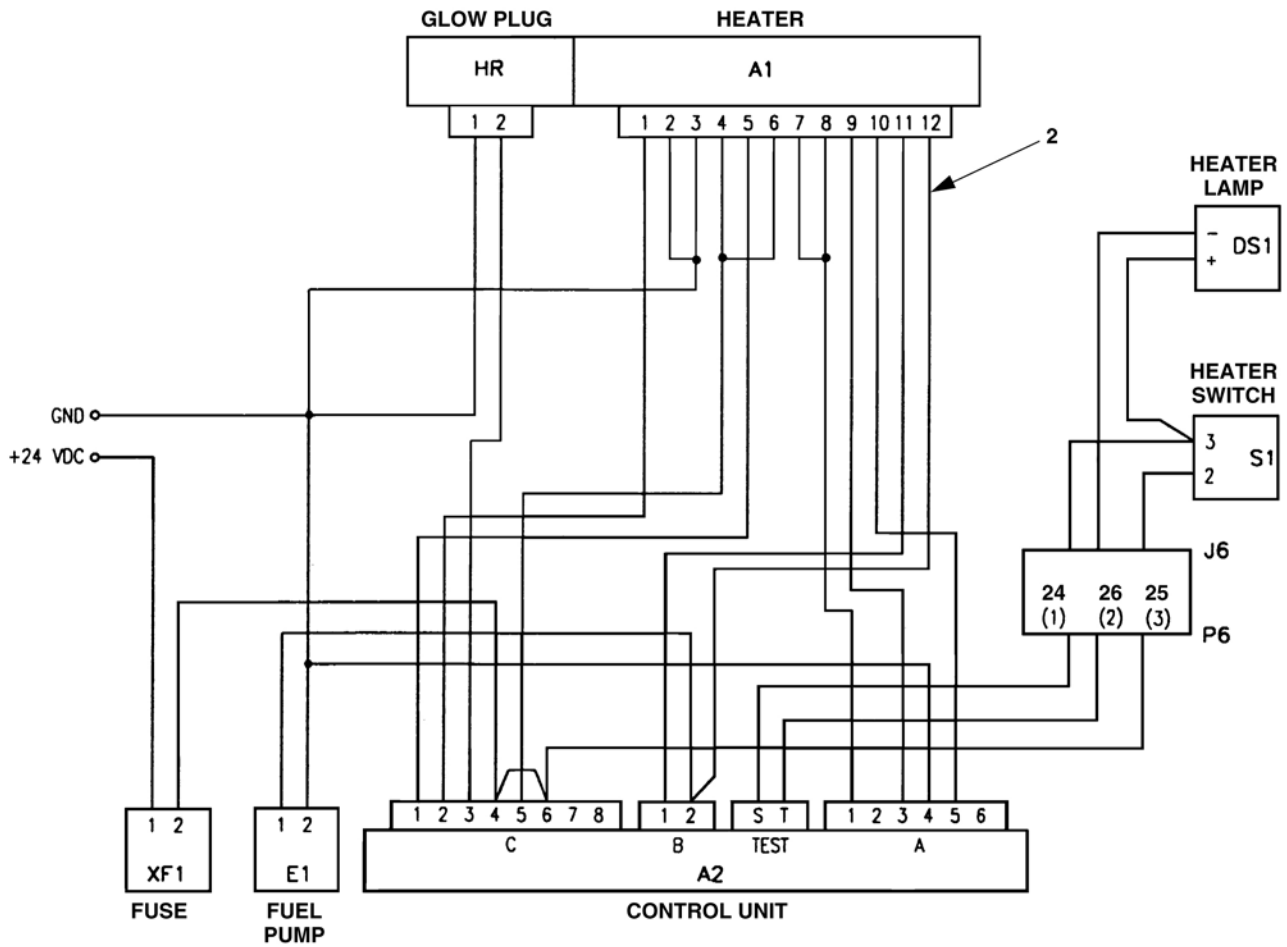 GLOW PLUG HEATER
HR A1
1 2 1 2 3 4 5 6 7 8 9 10 11 12
2
HEATER
LAMP
− DS1
+
HEATER
SWITCH
GND
3 S1
+24 VDC
2
J6
24 26 25
(1) (2) (3)
P6
1 2 1 2 1 2 3 4 5 6 7 8 1 2 S T 1 2 3 4 5 6
C B TEST A
XF1 E1 A2
FUSE FUEL CONTROL UNIT
PUMP